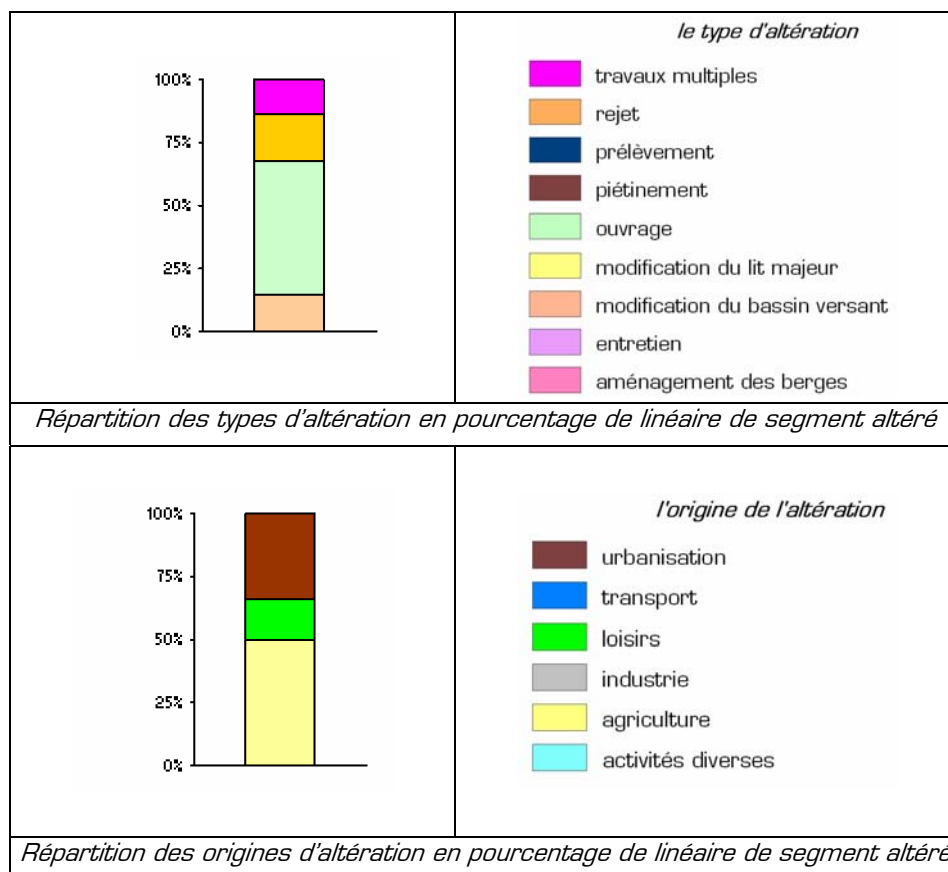 le type d'altération
100%
75%
50%
25%
0%
travaux multiples
rejet
prélèvement
piétinement
ouvrage
modification du lit majeur
modification du bassin versant
entretien
aménagement des berges
Répartition des types d'altération en pourcentage de linéaire de segment altéré
l'origine de l'altération
100%
75%
50%
25%
0%
urbanisation
transport
loisirs
industrie
agriculture
activités diverses
Répartition des origines d'altération en pourcentage de linéaire de segment altéré